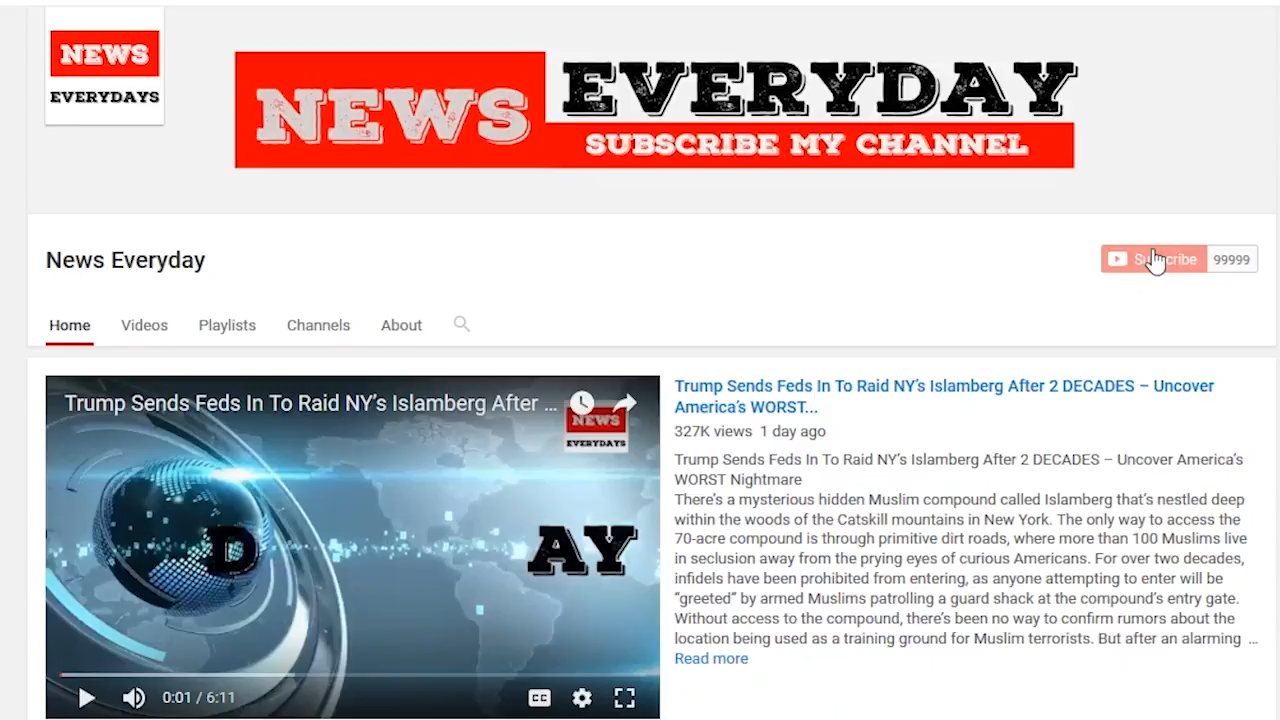 NEWS
EVERYDAYS
NEWS
EVERYDAY
SUBSCRIBE MY CHANNEL
News Everyday
Subscribe 99999
Home Videos Playlists Channels About
Trump Sends Feds In To Raid NY's Islamberg After ...
NEWS
EVERYDAYS
D AY
0:01 / 6:11
CC
Trump Sends Feds In To Raid NY's Islamberg After 2 DECADES – Uncover
America's WORST...
327K views 1 day ago
Trump Sends Feds In To Raid NY's Islamberg After 2 DECADES – Uncover America's
WORST Nightmare
There's a mysterious hidden Muslim compound called Islamberg that's nestled deep
within the woods of the Catskill mountains in New York. The only way to access the
70-acre compound is through primitive dirt roads, where more than 100 Muslims live
in seclusion away from the prying eyes of curious Americans. For over two decades,
infidels have been prohibited from entering, as anyone attempting to enter will be
“greeted” by armed Muslims patrolling a guard shack at the compound's entry gate.
Without access to the compound, there's been no way to confirm rumors about the
location being used as a training ground for Muslim terrorists. But after an alarming ...
Read more